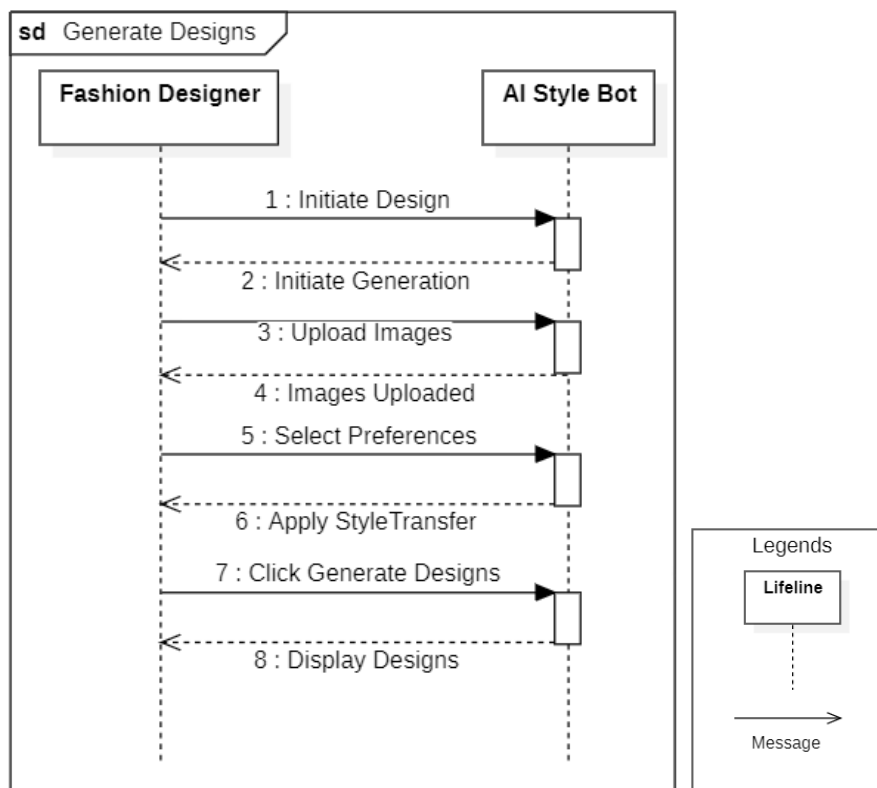 sd Generate Designs
Fashion Designer
AI Style Bot
1 : Initiate Design
2 : Initiate Generation
3 : Upload Images
4 : Images Uploaded
5 : Select Preferences
6 : Apply StyleTransfer
7 : Click Generate Designs
8 : Display Designs
Legends
Lifeline
Message